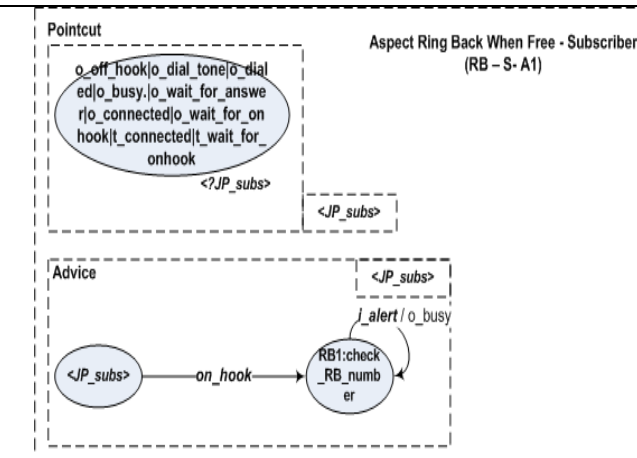 Pointcut
Aspect Ring Back When Free - Subscriber
(RB – S- A1)
o_off_hook|o_dial_tone|o_dial
ed|o_busy.|o_wait_for_answe
r|o_connected|o_wait_for_on
hook|t_connected|t_wait_for_
onhook
<?JP_subs>
<JP_subs>
Advice
<JP_subs>
i_alert / o_busy
<JP_subs>
on_hook
RB1:check
_RB_numb
er